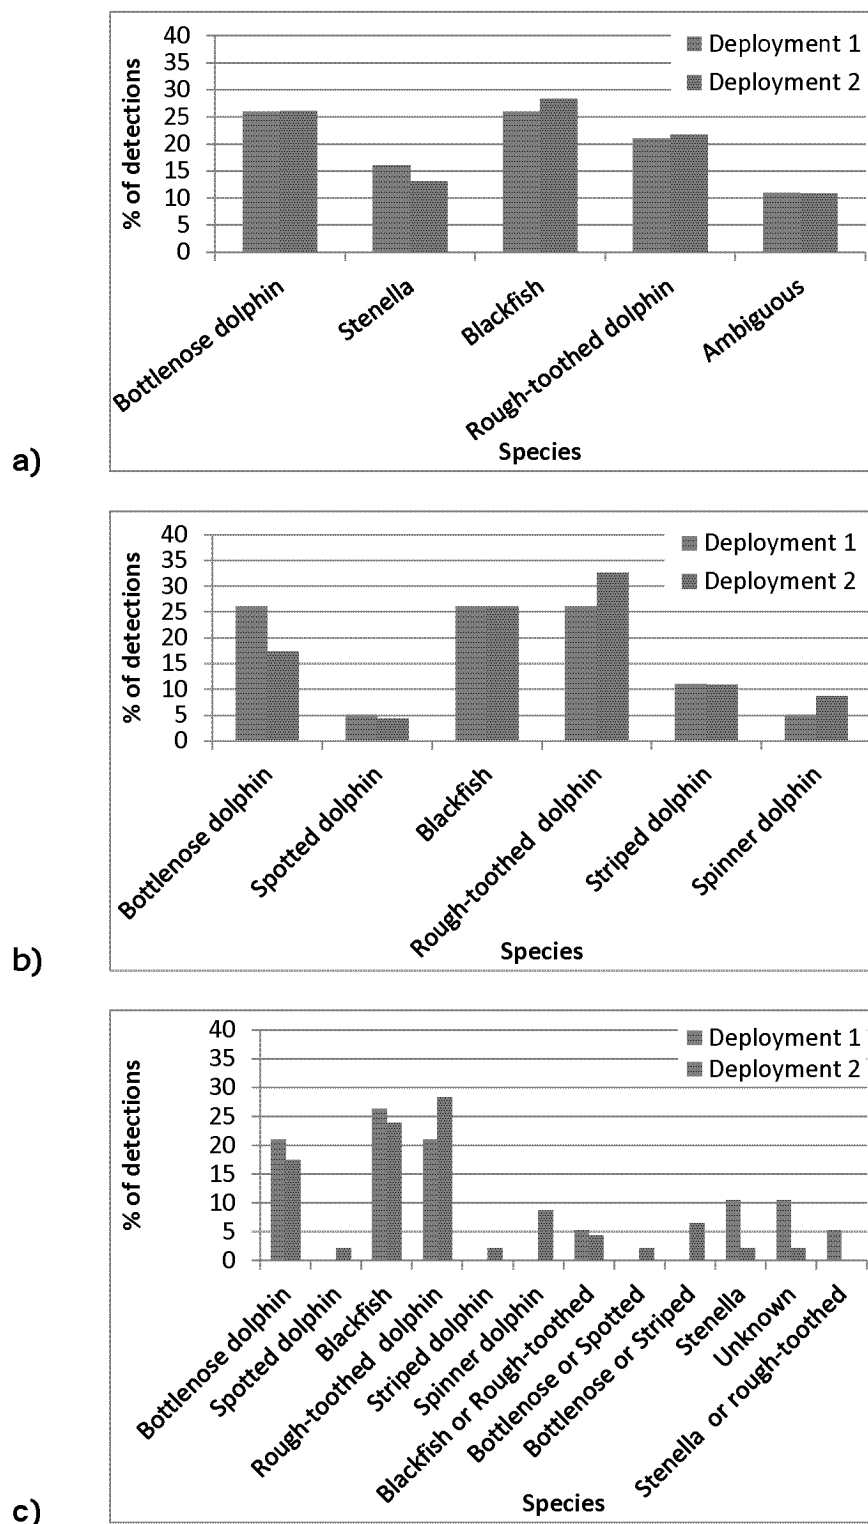 40
35
30
25
20
15
10
5
0
% of detections
Deployment 1
Deployment 2
Bottlenose dolphin
Stenella
Blackfish
Rough-toothed dolphin
Ambiguous
Species
a)
40
35
30
25
20
15
10
5
0
% of detections
Deployment 1
Deployment 2
Bottlenose dolphin
Spotted dolphin
Blackfish
Rough-toothed dolphin
Striped dolphin
Spinner dolphin
Species
b)
40
35
30
25
20
15
10
5
0
% of detections
Deployment 1
Deployment 2
Bottlenose dolphin
Spotted dolphin
Blackfish
Rough-toothed dolphin
Striped dolphin
Spinner dolphin
Blackfish or Rough-toothed
Bottlenose or Spotted
Bottlenose or Striped
Stenella
Unknown
Stenella or rough-toothed
Species
c)